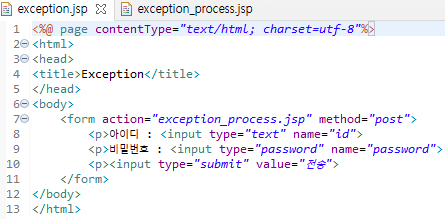 exception.jsp exception_process.jsp
1 <%@ page contentType="text/html; charset=utf-8"%>
2 <html>
3 <head>
4 <title>Exception</title>
5 </head>
6 <body>
7 <form action="exception_process.jsp" method="post">
8 <p>아이디 : <input type="text" name="id">
9 <p>비밀번호 : <input type="password" name="password">
10 <p><input type="submit" value="전송">
11 </form>
12 </body>
13 </html>